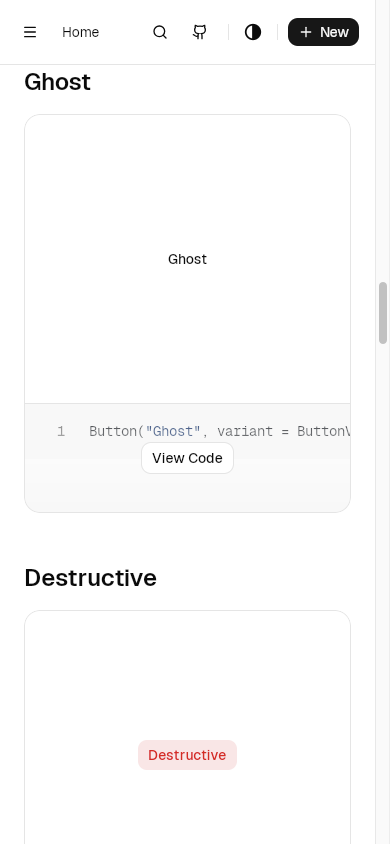 Home
New
Ghost
Ghost
1 Button("Ghost", variant = ButtonV
View Code
Destructive
Destructive